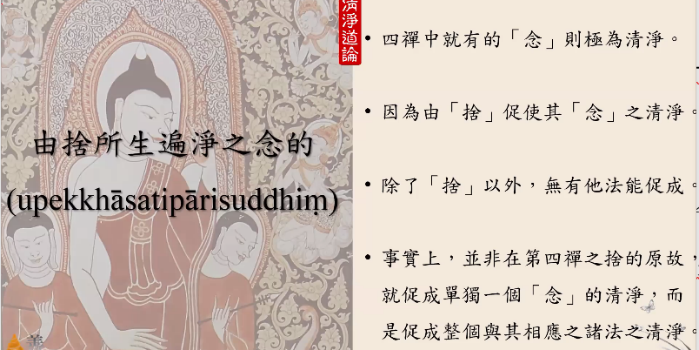 清淨道論
由捨所生遍淨之念的
(upekkhāsatipārisuddhiṃ)
• 四禪中就有的「念」則極為清淨。
• 因為由「捨」促使其「念」之清淨。
• 除了「捨」以外，無有他法能促成。
• 事實上，並非在第四禪之捨的原故，
就促成單獨一個「念」的清淨，而
是促成整個與其相應之諸法之清淨。